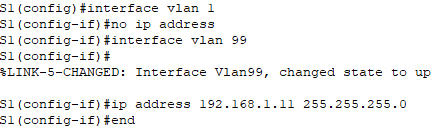 S1(config)#interface vlan 1
S1(config-if)#no ip address
S1(config-if)#interface vlan 99
S1(config-if)#
%LINK-5-CHANGED: Interface Vlan99, changed state to up
S1(config-if)#ip address 192.168.1.11 255.255.255.0
S1(config-if)#end